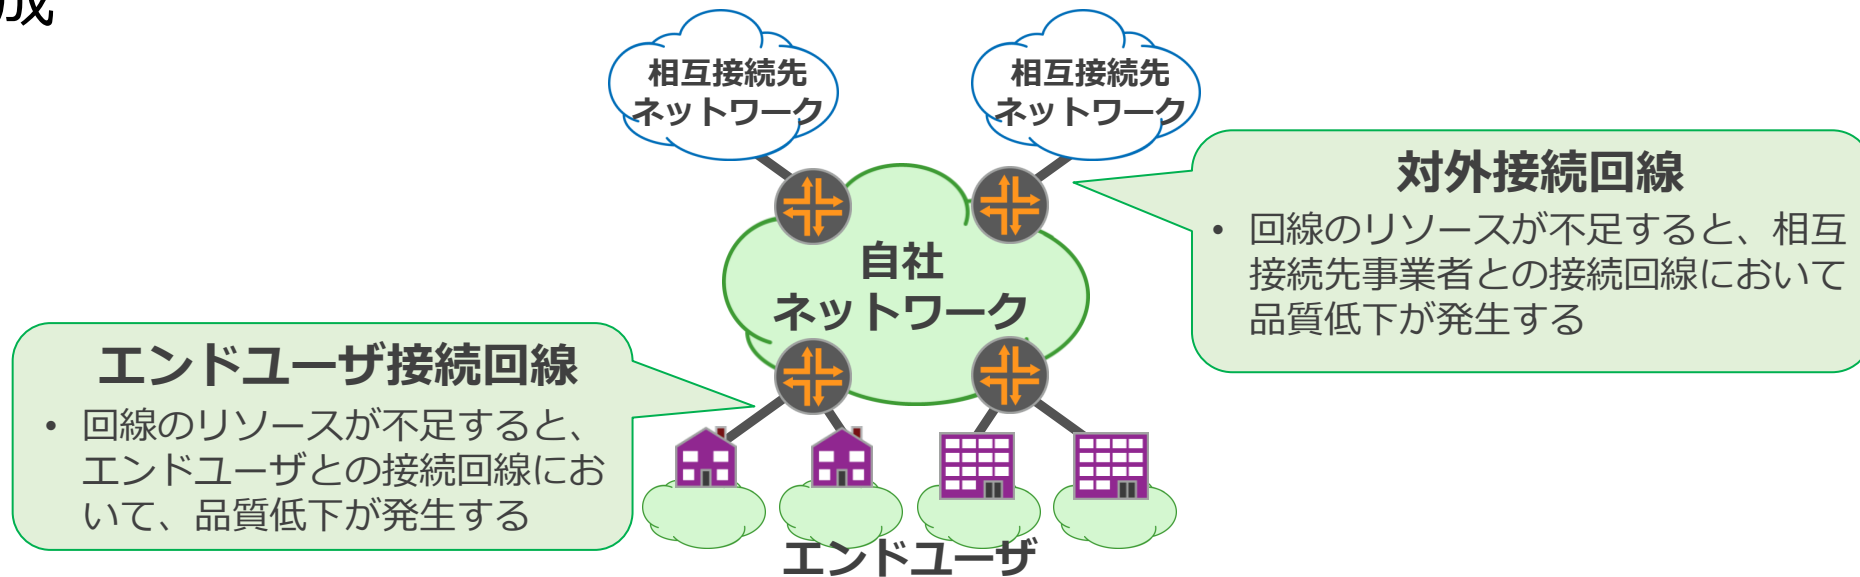 成
相互接続先
ネットワーク
相互接続先
ネットワーク
対外接続回線
• 回線のリソースが不足すると、相互
接続先事業者との接続回線において
品質低下が発生する
自社
ネットワーク
エンドユーザ接続回線
• 回線のリソースが不足すると、
エンドユーザとの接続回線にお
いて、品質低下が発生する
エンドユーザ